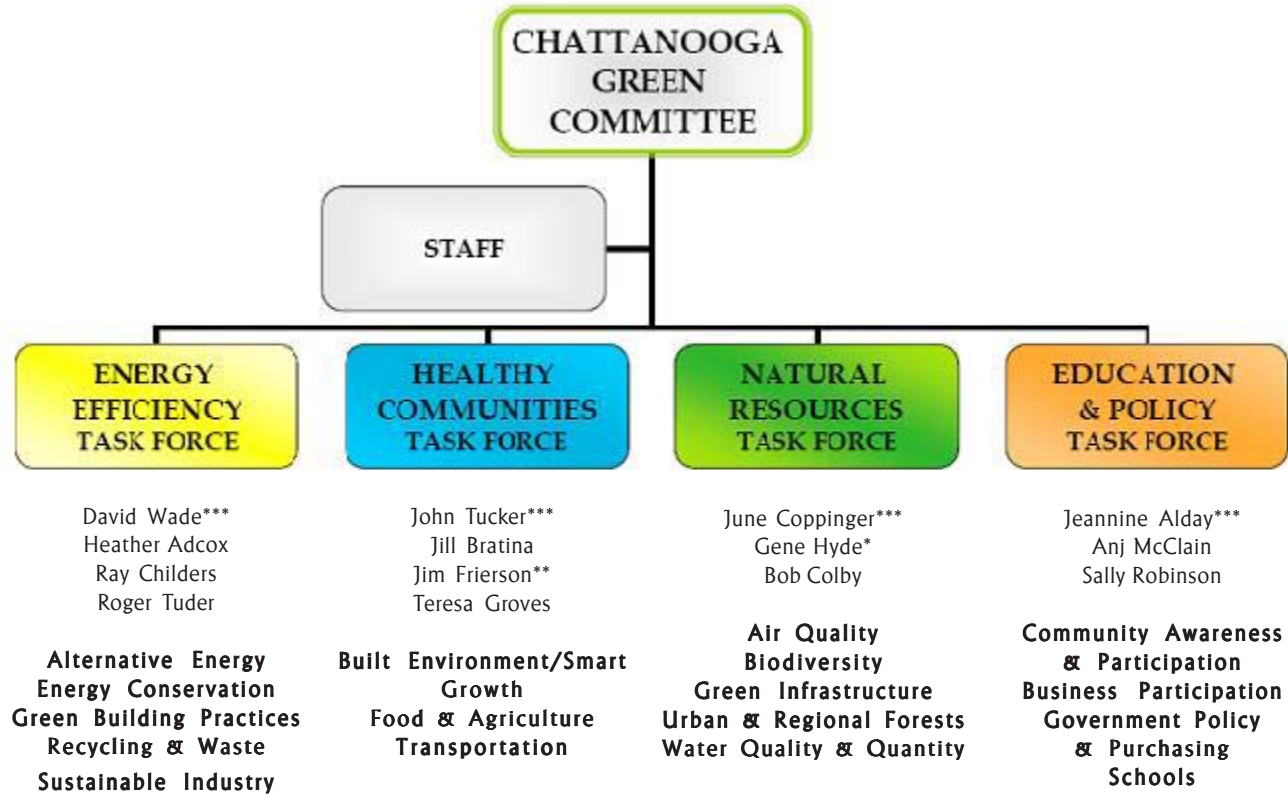 CHATTANOOGA
GREEN
COMMITTEE
STAFF
ENERGY
EFFICIENCY
TASK FORCE
David Wade***
Heather Adcox
Ray Childers
Roger Tuder
Alternative Energy
Energy Conservation
Green Building Practices
Recycling & Waste
Sustainable Industry
HEALTHY
COMMUNITIES
TASK FORCE
John Tucker***
Jill Bratina
Jim Frierson**
Teresa Groves
Built Environment/Smart
Growth
Food & Agriculture
Transportation
NATURAL
RESOURCES
TASK FORCE
June Coppinger***
Gene Hyde*
Bob Colby
Air Quality
Biodiversity
Green Infrastructure
Urban & Regional Forests
Water Quality & Quantity
EDUCATION
& POLICY
TASK FORCE
Jeannine Alday***
Anj McClain
Sally Robinson
Community Awareness
& Participation
Business Participation
Government Policy
& Purchasing
Schools